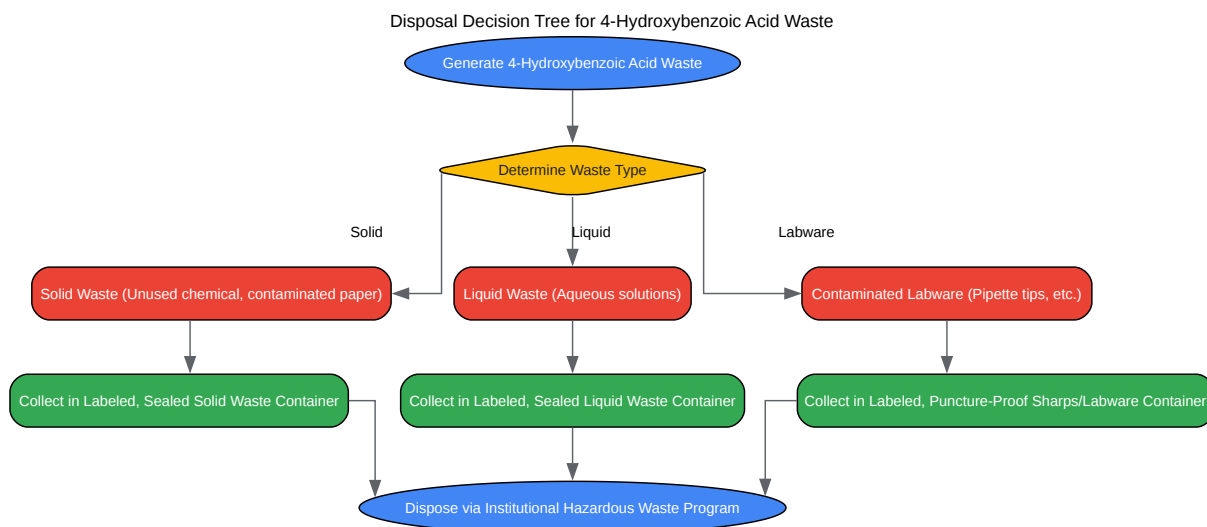 Disposal Decision Tree for 4-Hydroxybenzoic Acid Waste
Generate 4-Hydroxybenzoic Acid Waste
Determine Waste Type
Solid
Liquid
Labware
Solid Waste (Unused chemical, contaminated paper)
Liquid Waste (Aqueous solutions)
Contaminated Labware (Pipette tips, etc.)
Collect in Labeled, Sealed Solid Waste Container
Collect in Labeled, Sealed Liquid Waste Container
Collect in Labeled, Puncture-Proof Sharps/Labware Container
Dispose via Institutional Hazardous Waste Program